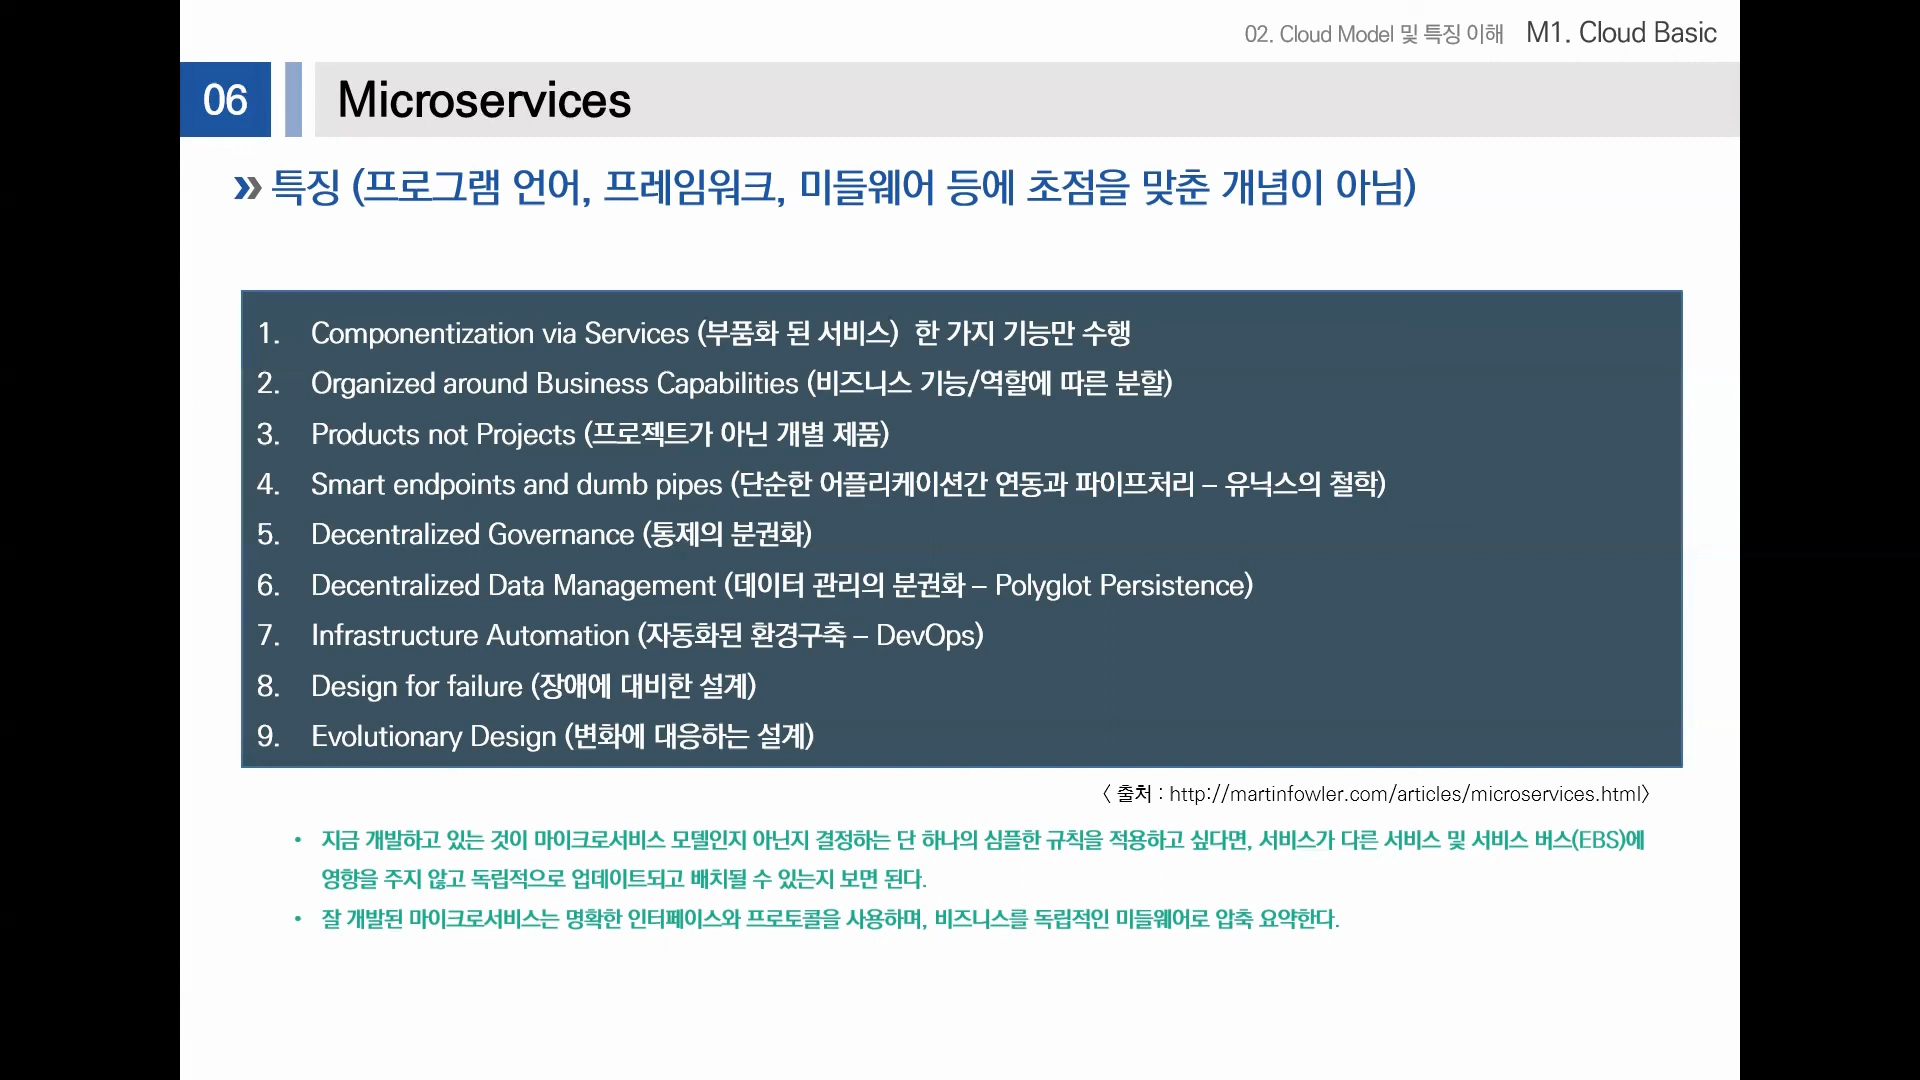 02. Cloud Model 및 특징 이해 M1. Cloud Basic
06 Microservices
특징 (프로그램 언어, 프레임워크, 미들웨어 등에 초점을 맞춘 개념이 아님)
1. Componentization via Services (부품화 된 서비스) 한 가지 기능만 수행
2. Organized around Business Capabilities (비즈니스 기능/역할에 따른 분할)
3. Products not Projects (프로젝트가 아닌 개별 제품)
4. Smart endpoints and dumb pipes (단순한 어플리케이션간 연동과 파이프처리 – 유닉스의 철학)
5. Decentralized Governance (통제의 분권화)
6. Decentralized Data Management (데이터 관리의 분권화 – Polyglot Persistence)
7. Infrastructure Automation (자동화된 환경구축 – DevOps)
8. Design for failure (장애에 대비한 설계)
9. Evolutionary Design (변화에 대응하는 설계)
〈 출처 : http://martinfowler.com/articles/microservices.html〉
• 지금 개발하고 있는 것이 마이크로서비스 모델인지 아닌지 결정하는 단 하나의 심플한 규칙을 적용하고 싶다면, 서비스가 다른 서비스 및 서비스 버스(EBS)에
영향을 주지 않고 독립적으로 업데이트되고 배치될 수 있는지 보면 된다.
• 잘 개발된 마이크로서비스는 명확한 인터페이스와 프로토콜을 사용하며, 비즈니스를 독립적인 미들웨어로 압축 요약한다.